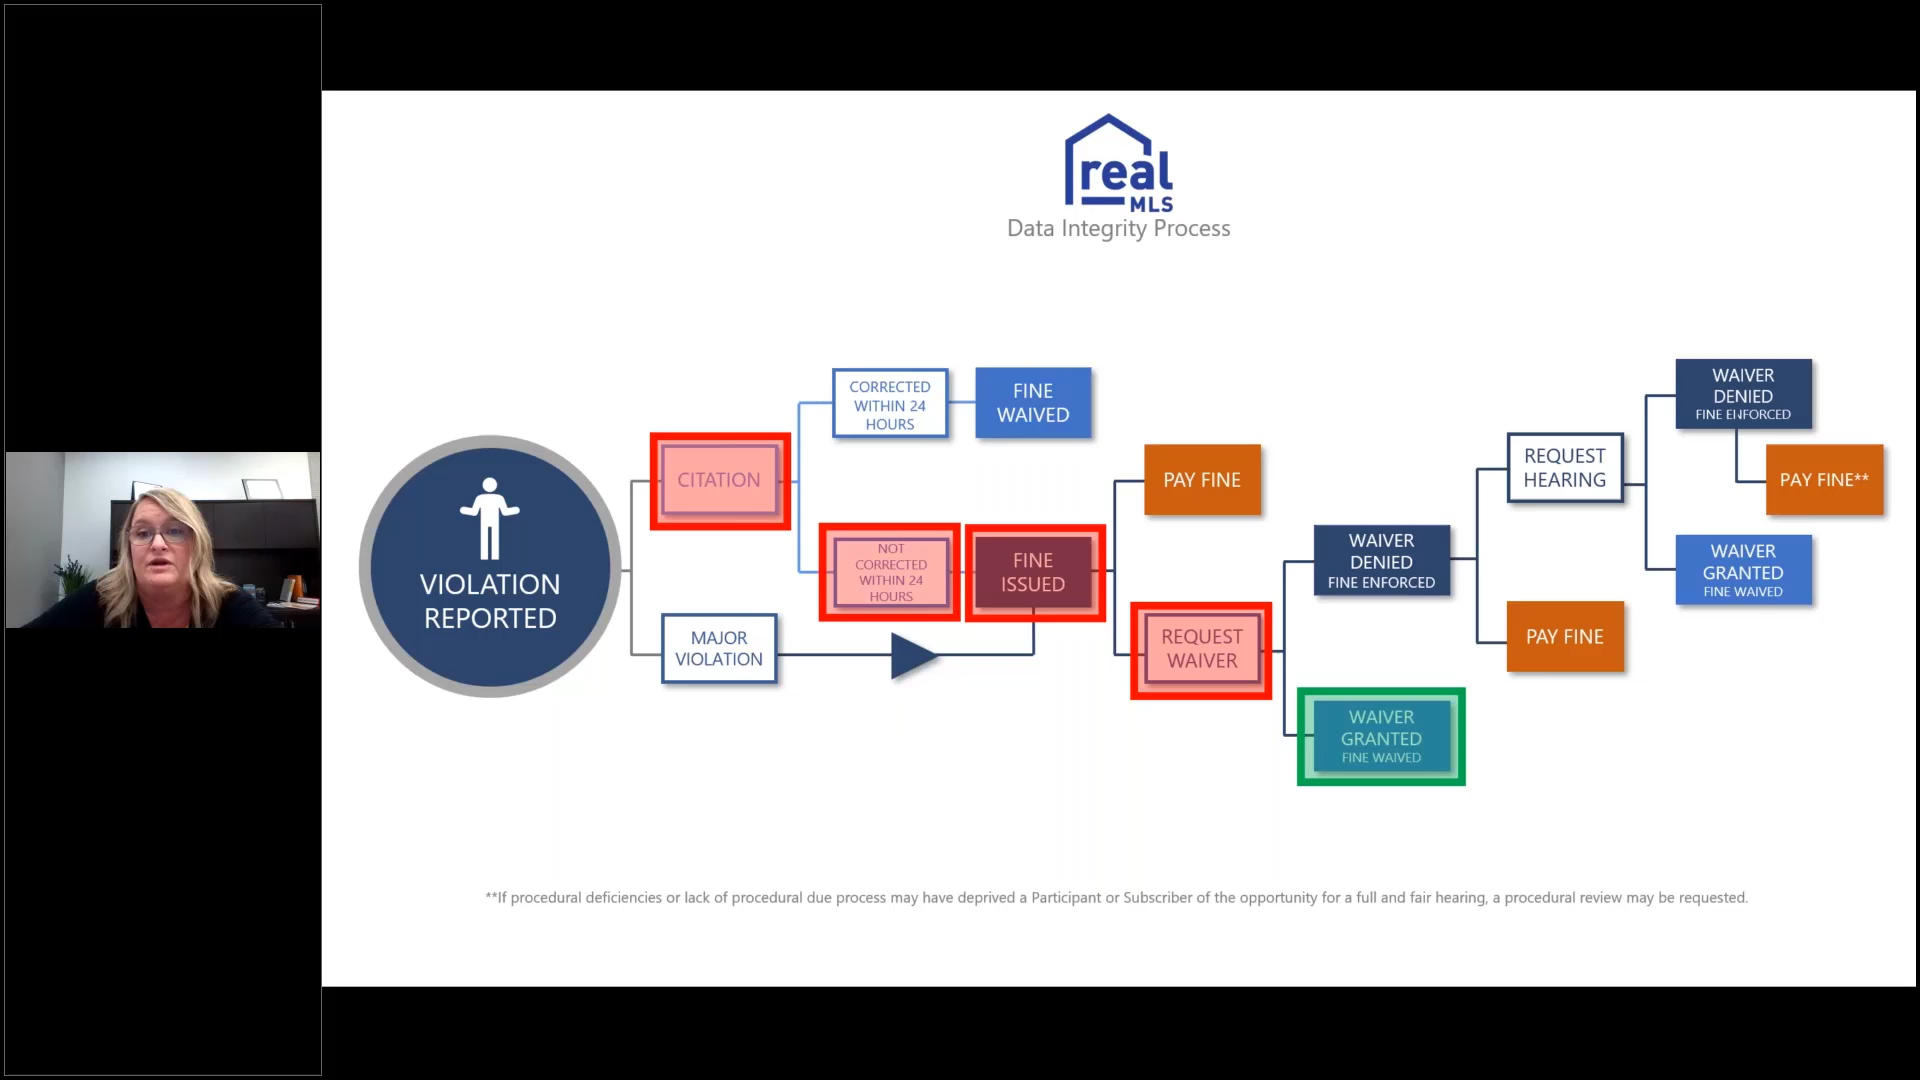 real
MLS
Data Integrity Process
VIOLATION
REPORTED
CITATION
MAJOR
VIOLATION
CORRECTED
WITHIN 24
HOURS
FINE
WAIVED
NOT
CORRECTED
WITHIN 24
HOURS
FINE
ISSUED
PAY FINE
REQUEST
WAIVER
WAIVER
DENIED
FINE ENFORCED
WAIVER
GRANTED
FINE WAIVED
REQUEST
HEARING
PAY FINE
WAIVER
DENIED
FINE ENFORCED
PAY FINE**
WAIVER
GRANTED
FINE WAIVED
**If procedural deficiencies or lack of procedural due process may have deprived a Participant or Subscriber of the opportunity for a full and fair hearing, a procedural review may be requested.